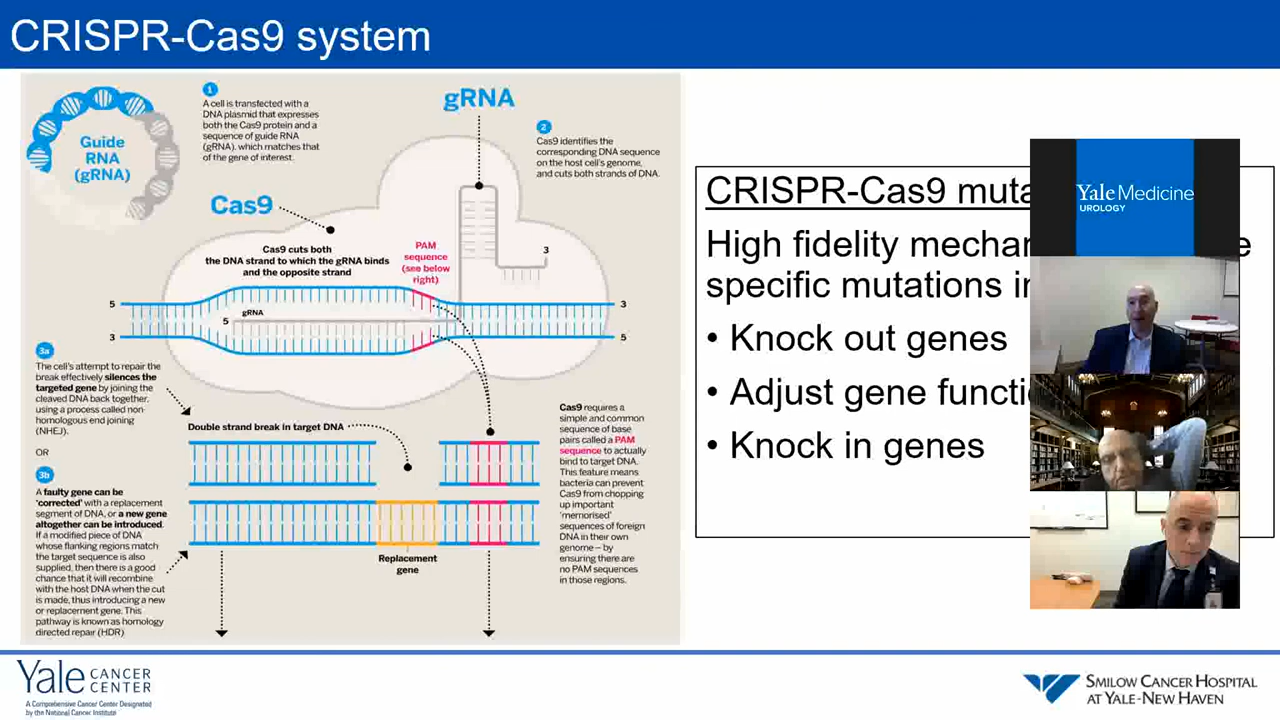 CRISPR-Cas9 system
Guide
RNA
(gRNA)
1
A cell is transfected with a
DNA plasmid that expresses
both the Cas9 protein and a
sequence of guide RNA
(gRNA), which matches that
of the gene of interest.
gRNA
2
Cas9 identifies the
corresponding DNA sequence
on the host cell's genome,
and cuts both strands of DNA.
Cas9
Cas9 cuts both
the DNA strand to which the gRNA binds
and the opposite strand
PAM
sequence
(see below
right)
3
5
3
gRNA
5
3
5
3a
The cell's attempt to repair the
break effectively silences the
targeted gene by joining the
cleaved DNA back together,
using a process called non-
homologous end joining
(NHEJ).
OR
3b
A faulty gene can be
'corrected' with a replacement
segment of DNA, or a new gene
altogether can be introduced.
If a modified piece of DNA
whose flanking regions match
the target sequence is also
supplied, then there is a good
chance that it will recombine
with the host DNA when the cut
is made, thus introducing a new
or replacement gene. This
pathway is known as homology
directed repair (HDR)
Double strand break in target DNA
Replacement
gene
Cas9 requires a
simple and common
sequence of base
pairs called a PAM
sequence to actually
bind to target DNA.
This feature means
bacteria can prevent
Cas9 from chopping
up important
'memorised'
sequences of foreign
DNA in their own
genome – by
ensuring there are
no PAM sequences
in those regions.
CRISPR-Cas9 muta
High fidelity mechan
e
specific mutations in
• Knock out genes
• Adjust gene functi
• Knock in genes
Yale Medicine
UROLOGY
Yale CANCER
CENTER
A Comprehensive Cancer Center Designated
by the National Cancer Institute
SMILOW CANCER HOSPITAL
AT YALE-NEW HAVEN